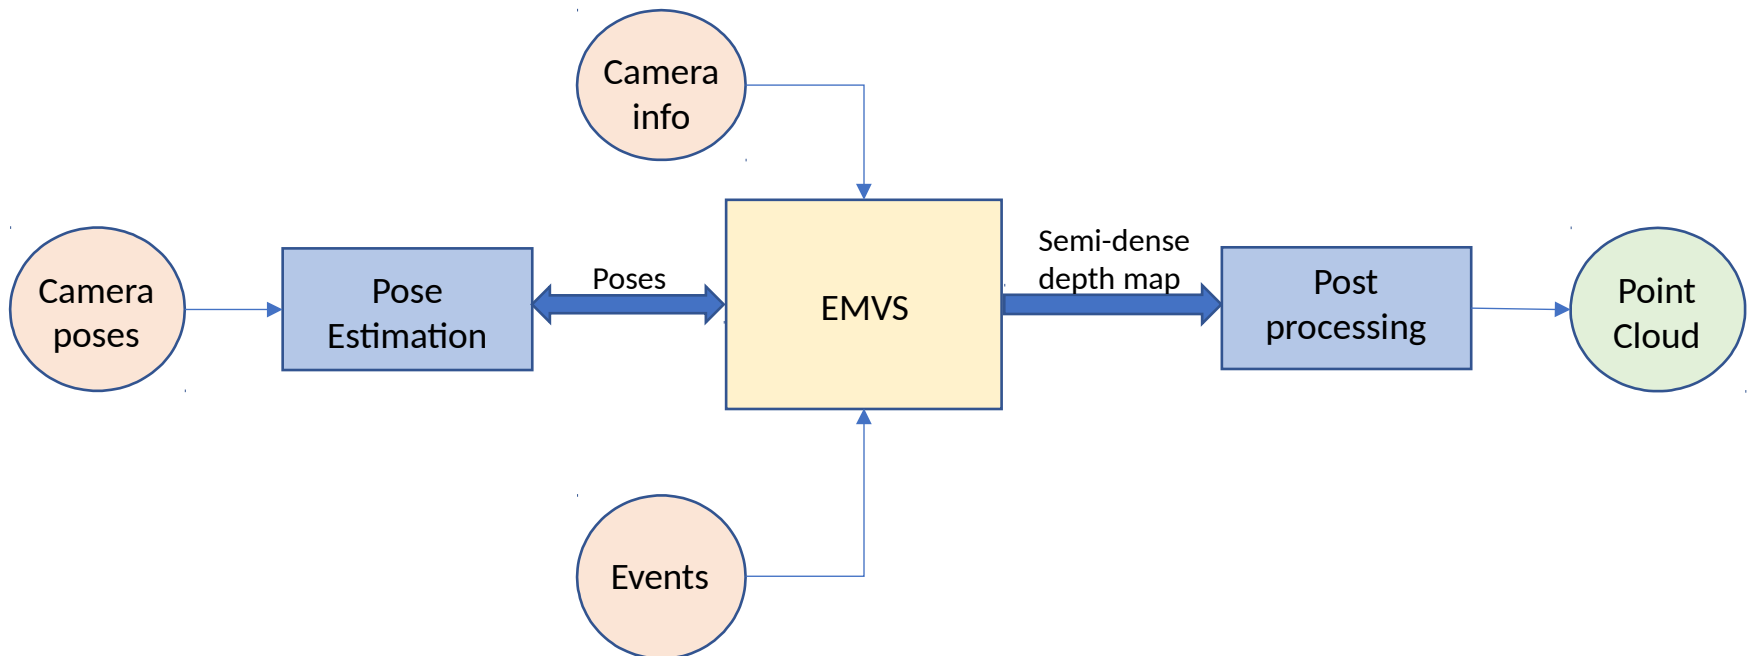 Camera
info
Camera
poses
Pose
Estimation
Poses
EMVS
Semi-dense
depth map
Post
processing
Point
Cloud
Events